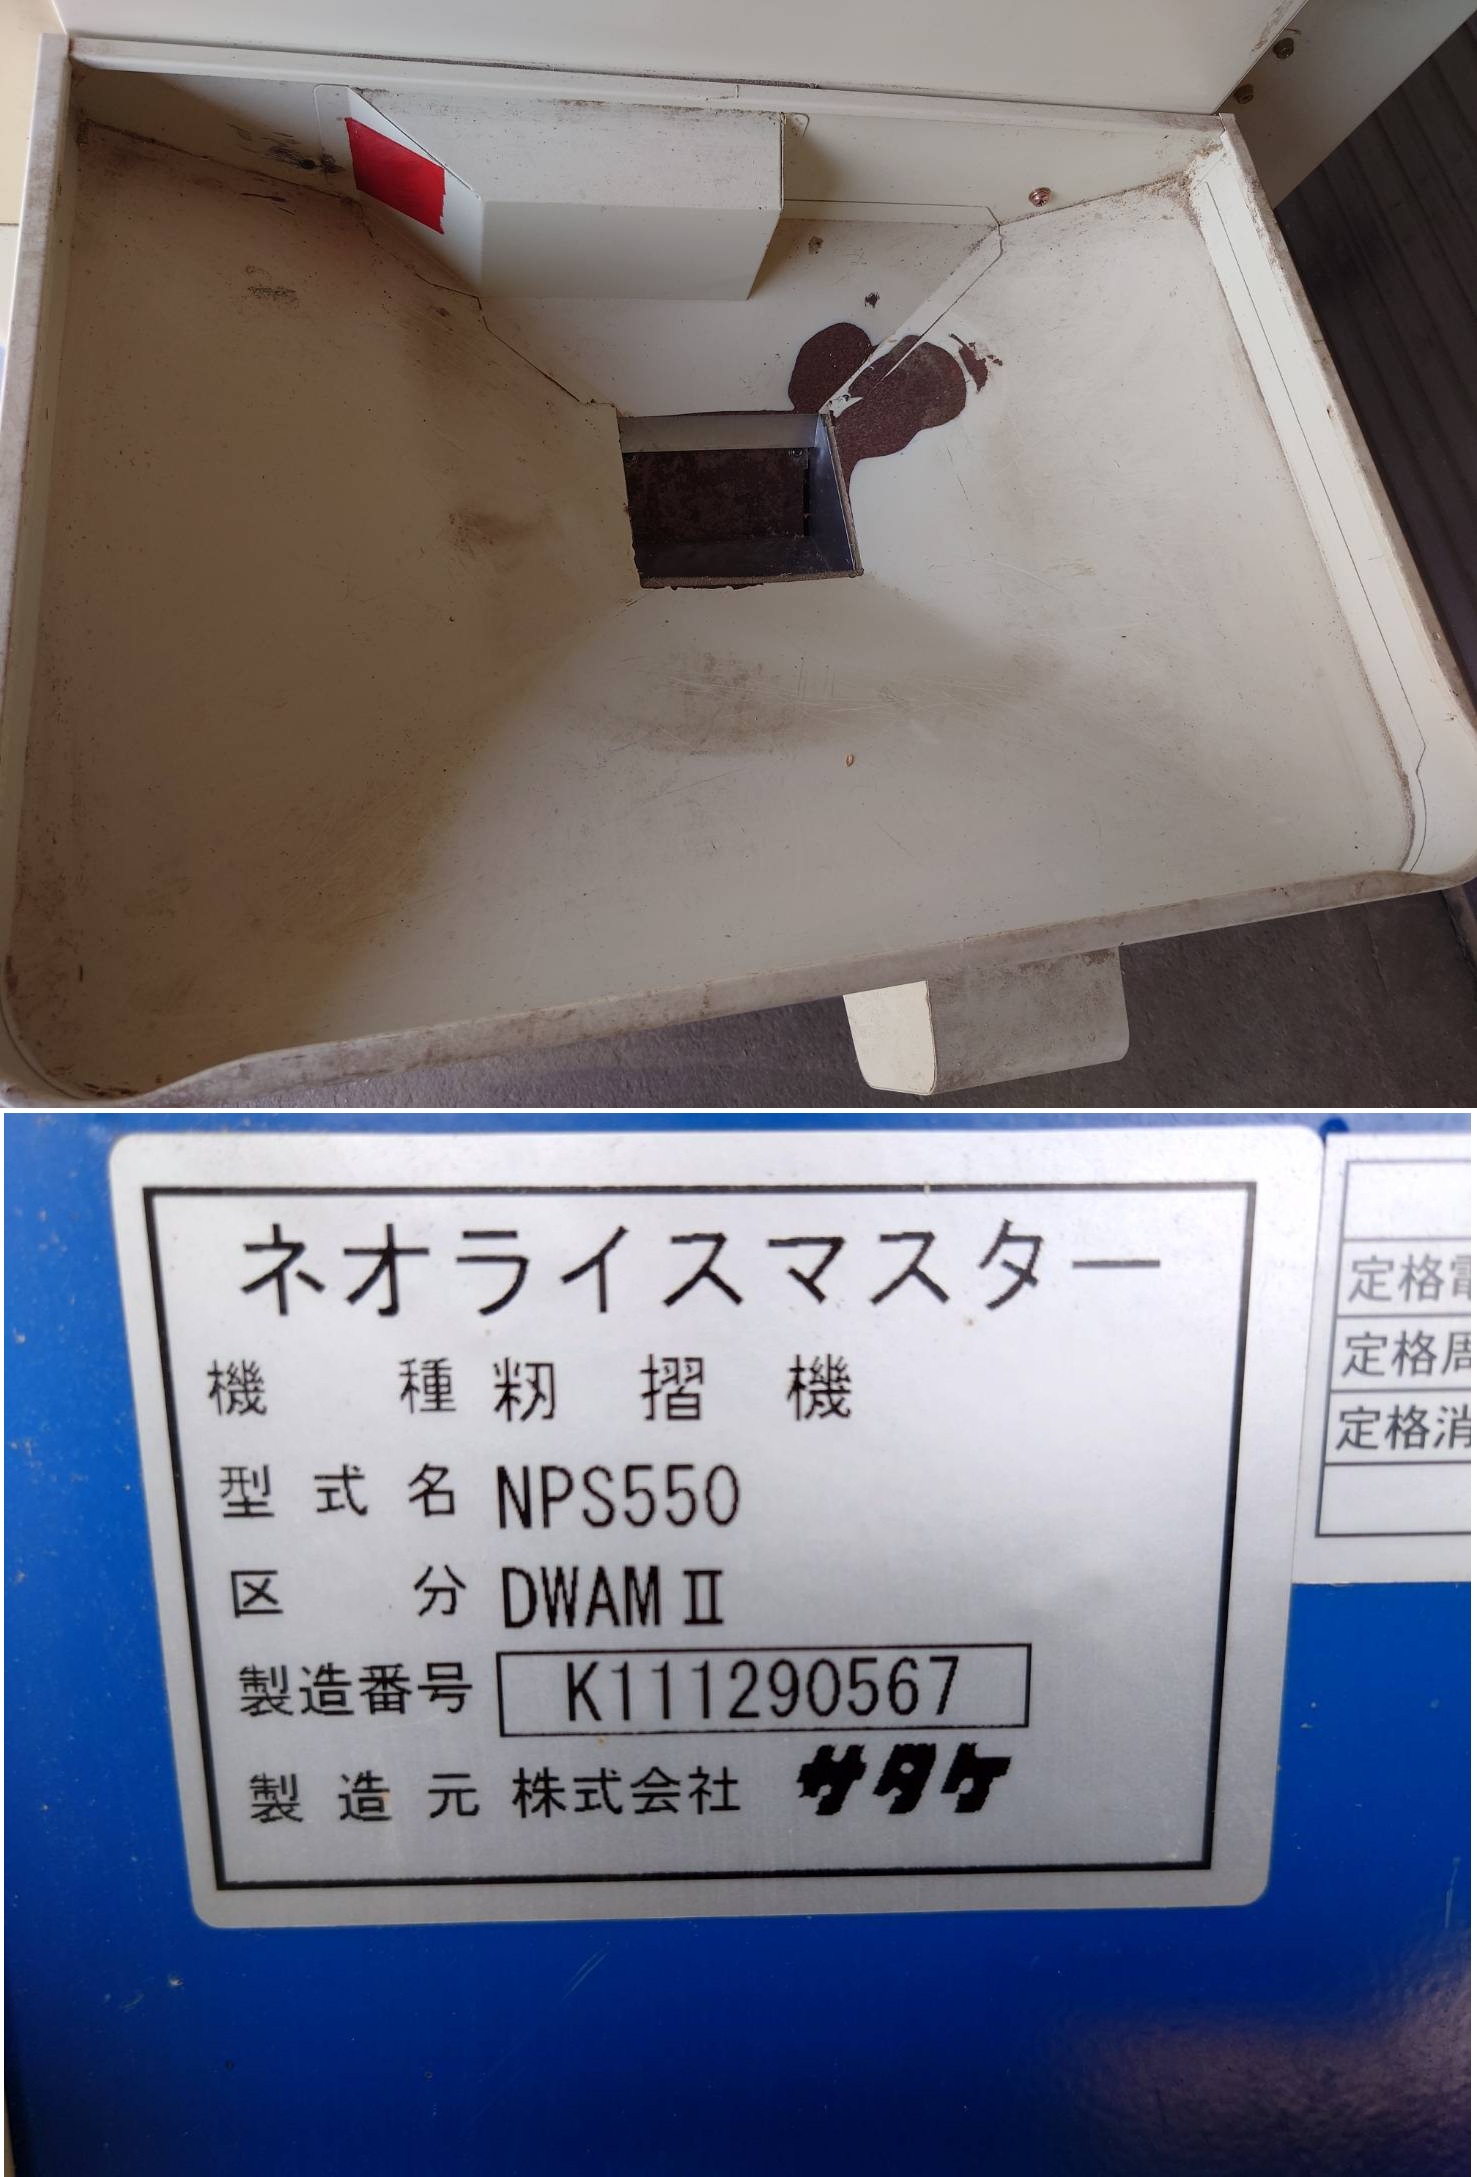 ネオライスマスター
機種 籾摺機
型式名 NPS550
区分 DWAMⅡ
製造番号 K111290567
製造元 株式会社 サタケ
定格電
定格周
定格消